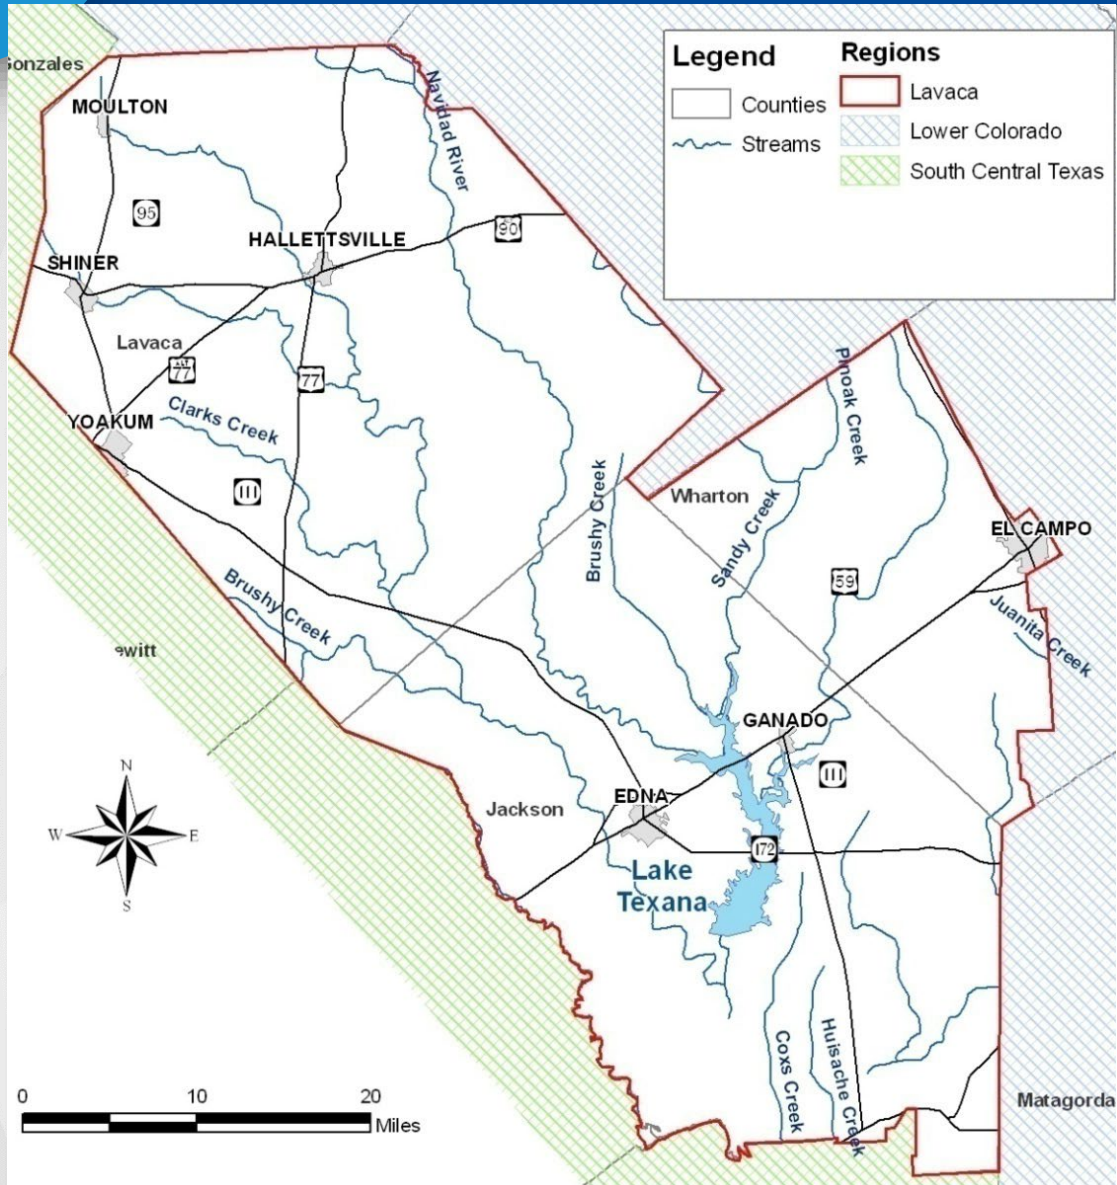 Gonzales
MOULTON
Navidad River
95
HALLETTSVILLE
90
SHINER
Lavaca
77
77
YOAKUM
Clarks Creek
111
Brushy Creek
Brushy Creek
Wharton
Pinoak Creek
Sandy Creek
EL CAMPO
59
Juanita Creek
ewitt
GANADO
111
Jackson
EDNA
172
Lake
Texana
Coxs Creek
Huisache Creek
Matagorda
Legend
Counties
Streams
Regions
Lavaca
Lower Colorado
South Central Texas
N
W E
S
0 10 20
Miles